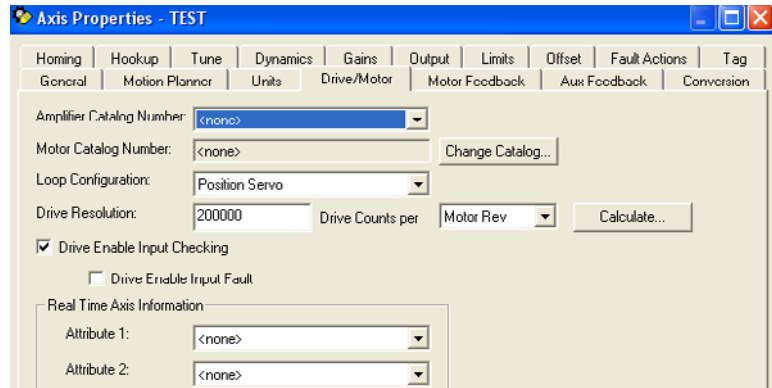 Axis Properties - TEST
Homing Hookup Tune Dynamics Gains Output Limits Offset Fault Actions Tag
General Motion Planner Units Drive/Motor Motor Feedback Aux Feedback Conversion
Amplifier Catalog Number: <none>
Motor Catalog Number: <none> Change Catalog...
Loop Configuration: Position Servo
Drive Resolution: 200000 Drive Counts per Motor Rev Calculate...
Drive Enable Input Checking
Drive Enable Input Fault
Real Time Axis Information
Attribute 1: <none>
Attribute 2: <none>